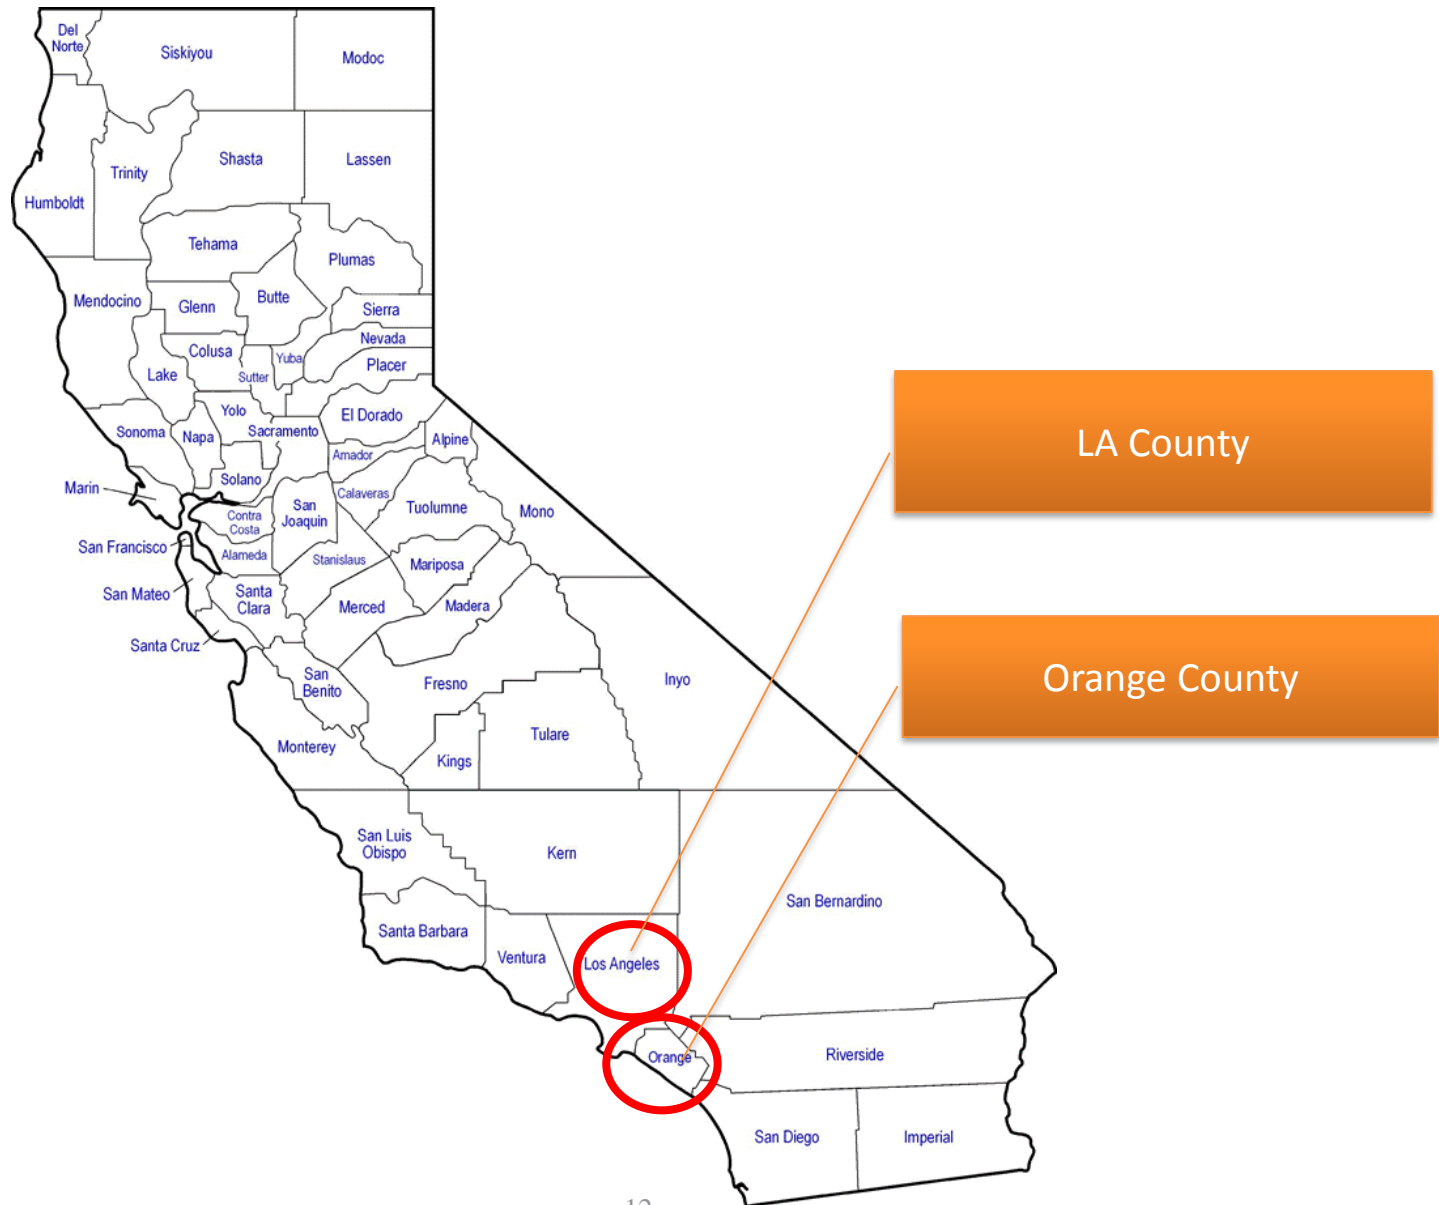 Del
Norte
Siskiyou
Modoc
Shasta
Lassen
Trinity
Humboldt
Tehama
Plumas
Mendocino
Glenn
Butte
Sierra
Nevada
Colusa
Yuba
Placer
Lake
Sutter
Yolo
El Dorado
Sonoma
Napa
Sacramento
Alpine
Amador
Solano
Marin
Calaveras
San
Joaquin
Tuolumne
Mono
Contra
Costa
San Francisco
Alameda
Stanislaus
Mariposa
San Mateo
Santa
Clara
Merced
Madera
Santa Cruz
San
Benito
Fresno
Inyo
Monterey
Kings
Tulare
San Luis
Obispo
Kern
San Bernardino
Santa Barbara
Ventura
Los Angeles
Orange
Riverside
San Diego
Imperial
LA County
Orange County
12